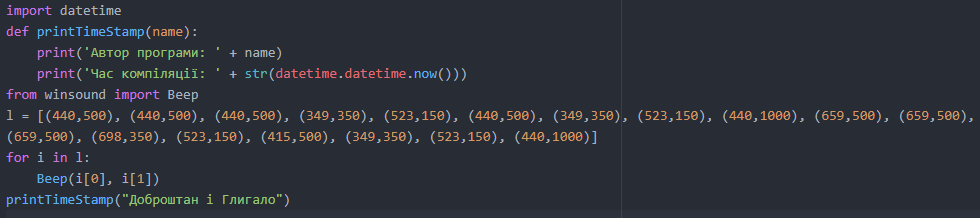 import datetime
def printTimeStamp(name):
    print('Автор програми: ' + name)
    print('Час компіляції: ' + str(datetime.datetime.now()))
from winsound import Beep
l = [(440,500), (440,500), (440,500), (349,350), (523,150), (440,500), (349,350), (523,150), (440,1000), (659,500), (659,500),
(659,500), (698,350), (523,150), (415,500), (349,350), (523,150), (440,1000)]
for i in l:
    Beep(i[0], i[1])
printTimeStamp("Доброштан і Глигало")